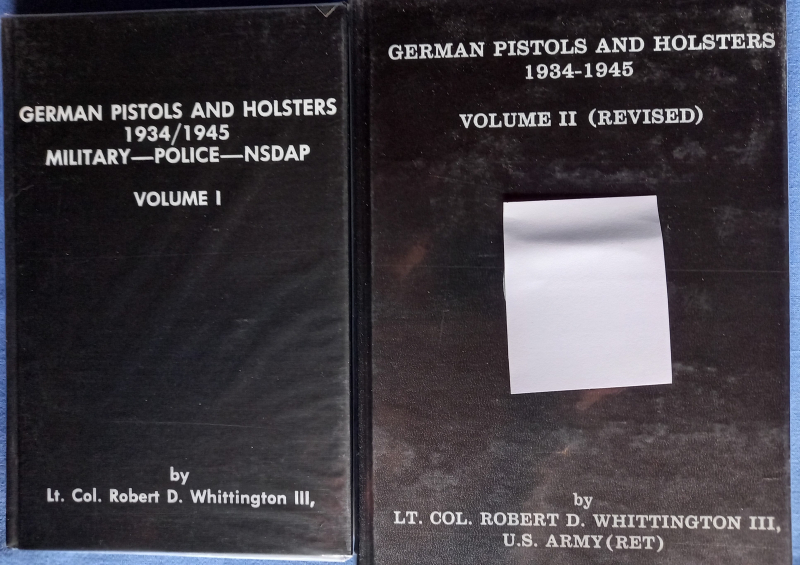 GERMAN PISTOLS AND HOLSTERS
1934/1945
MILITARY—POLICE—NSDAP
VOLUME I
by
Lt. Col. Robert D. Whittington III,
GERMAN PISTOLS AND HOLSTERS
1934-1945
VOLUME II (REVISED)
by
LT. COL. ROBERT D. WHITTINGTON III,
U.S. ARMY(RET)